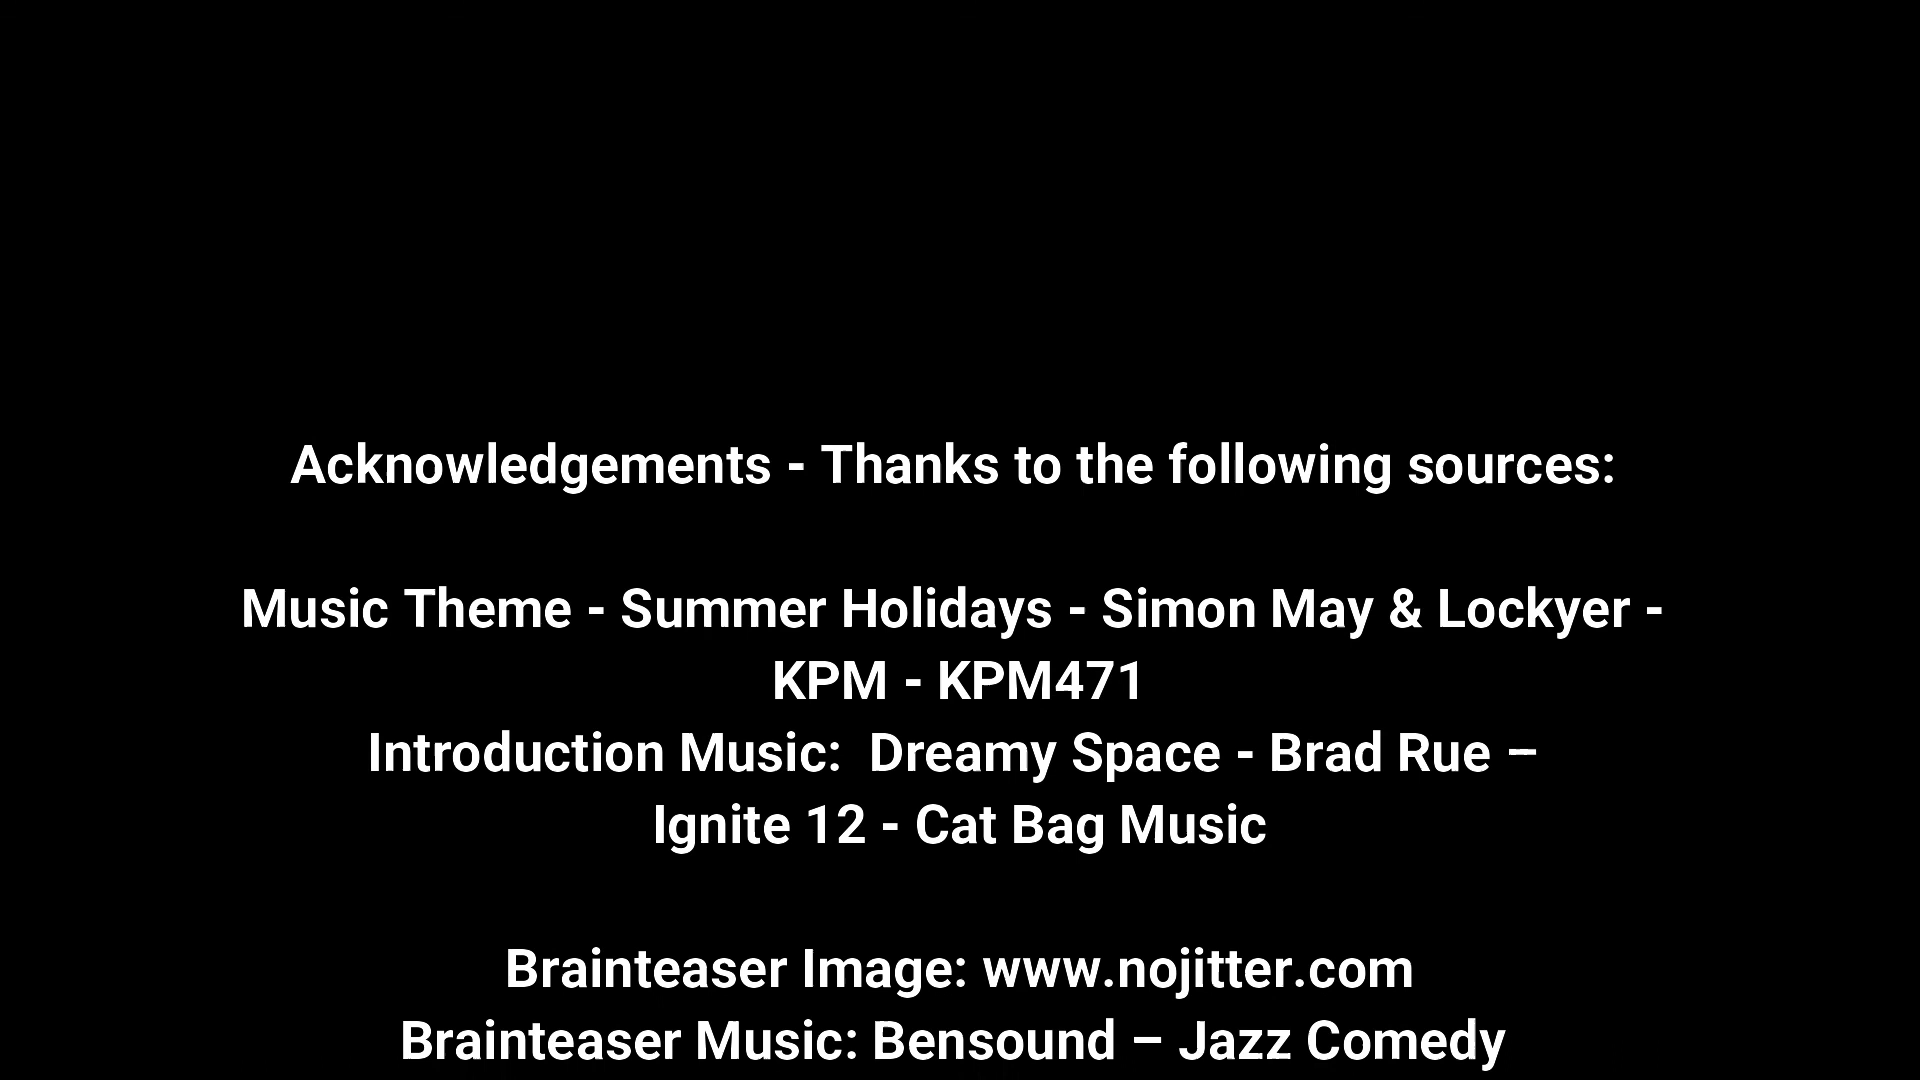 Acknowledgements - Thanks to the following sources:
Music Theme - Summer Holidays - Simon May & Lockyer -
KPM - KPM471
Introduction Music:  Dreamy Space - Brad Rue –
Ignite 12 - Cat Bag Music
Brainteaser Image: www.nojitter.com
Brainteaser Music: Bensound – Jazz Comedy